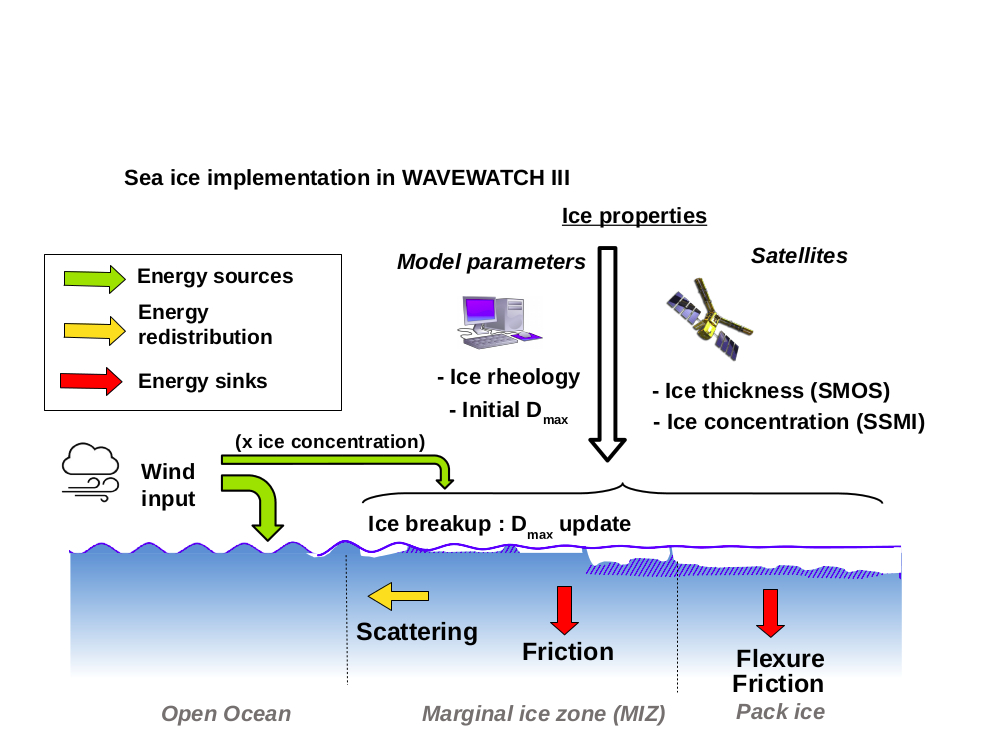 Sea ice implementation in WAVEWATCH III
Ice properties
Model parameters
Satellites
Energy sources
Energy
redistribution
Energy sinks
- Ice rheology
- Initial Dmax
- Ice thickness (SMOS)
- Ice concentration (SSMI)
(x ice concentration)
Wind
input
Ice breakup : Dmax update
Scattering
Friction
Flexure
Friction
Open Ocean
Marginal ice zone (MIZ)
Pack ice